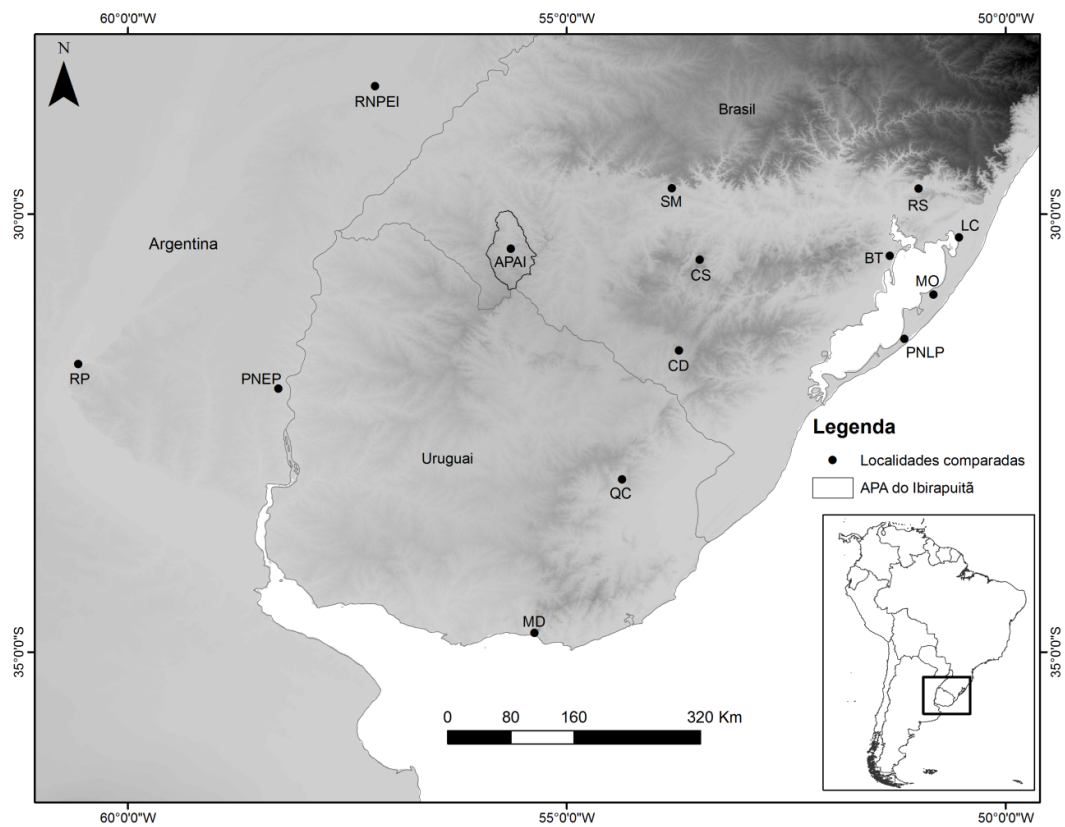 60°0'0"W 55°0'0"W 50°0'0"W
N
RNPEI
Brasil
SM
RS
30°0'0"S
30°0'0"S
LC
Argentina
APAI
BT
CS
MO
PNLP
CD
RP
PNEP
Legenda
Localidades comparadas
APA do Ibirapuitã
Uruguai
QC
MD
35°0'0"S
35°0'0"S
0 80 160 320 Km
60°0'0"W 55°0'0"W 50°0'0"W